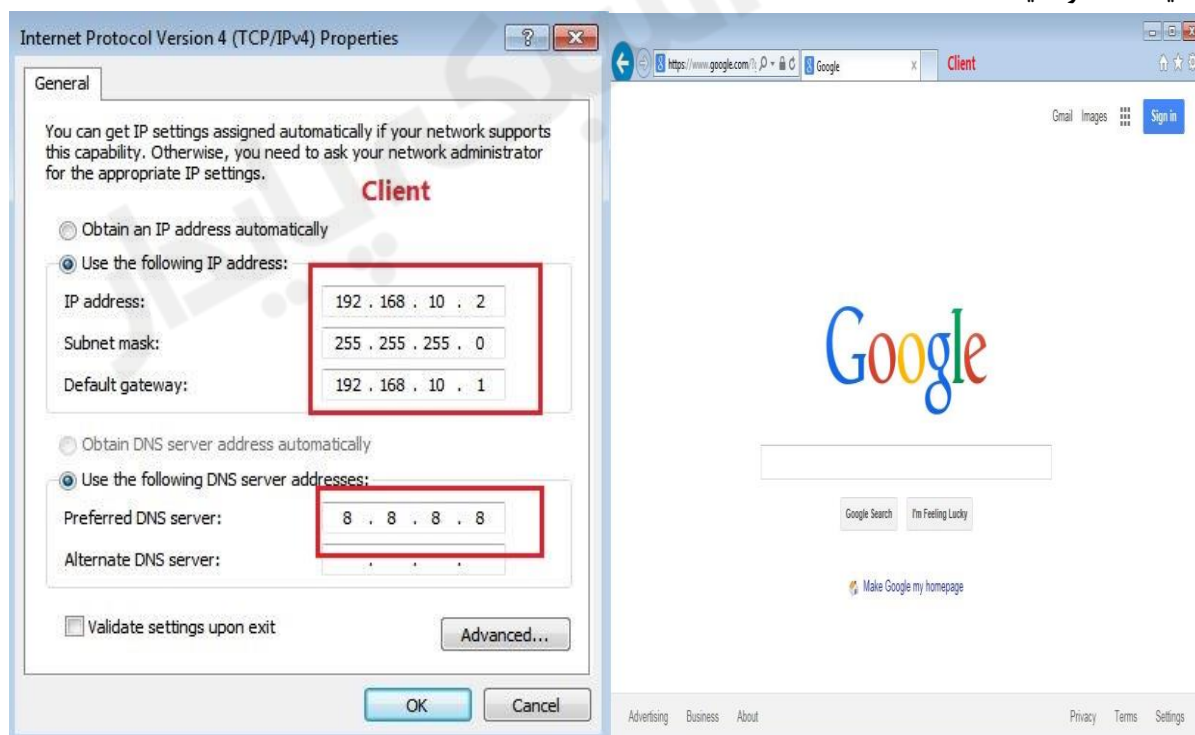 Internet Protocol Version 4 (TCP/IPv4) Properties
General
You can get IP settings assigned automatically if your network supports
this capability. Otherwise, you need to ask your network administrator
for the appropriate IP settings.
Client
Obtain an IP address automatically
Use the following IP address:
IP address: 192 . 168 . 10 . 2
Subnet mask: 255 . 255 . 255 . 0
Default gateway: 192 . 168 . 10 . 1
Obtain DNS server address automatically
Use the following DNS server addresses:
Preferred DNS server: 8 . 8 . 8 . 8
Alternate DNS server: . . .
Validate settings upon exit
Advanced...
OK Cancel
https://www.google.com/ Google Client
Gmail Images Sign in
Google
Google Search I'm Feeling Lucky
Make Google my homepage
Advertising Business About Privacy Terms Settings